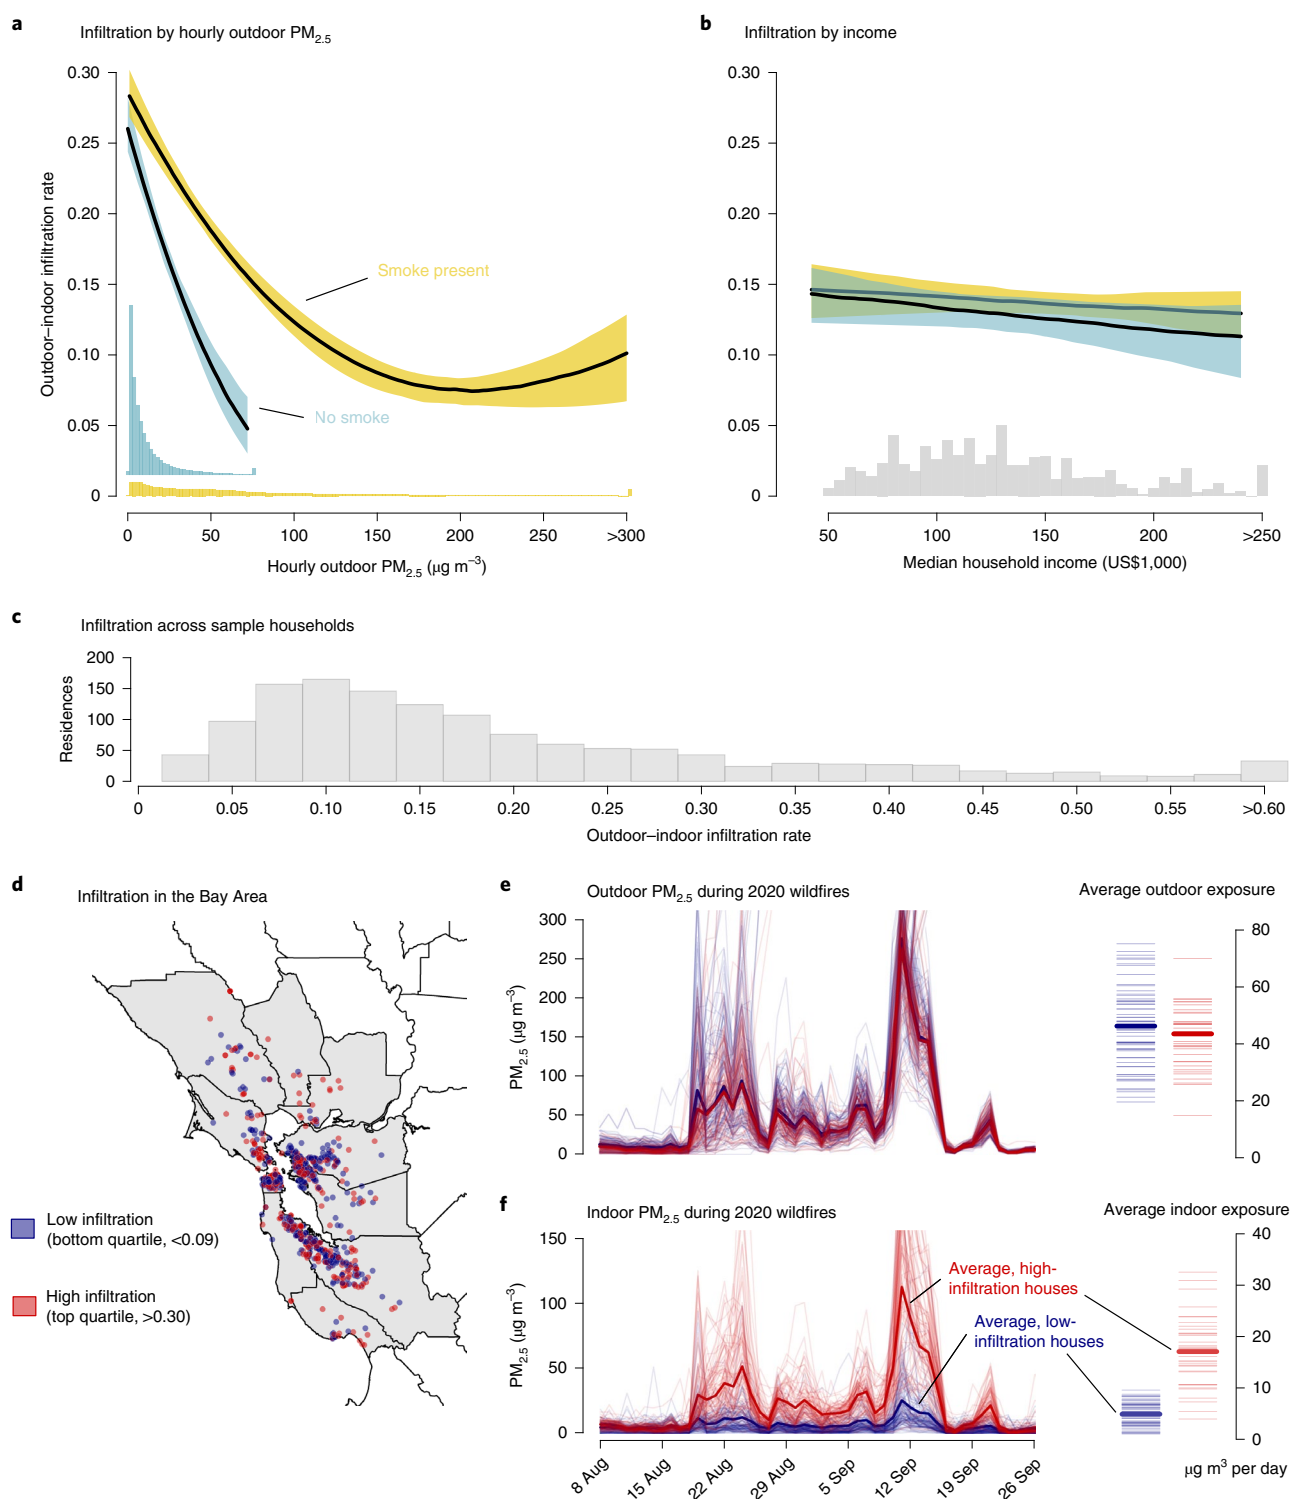 a
Infiltration by hourly outdoor PM2.5
0.30
0.25
0.20
0.15
0.10
0.05
0
Outdoor–indoor infiltration rate
Smoke present
No smoke
0 50 100 150 200 250 >300
Hourly outdoor PM2.5 (μg m–3)
b
Infiltration by income
0.30
0.25
0.20
0.15
0.10
0.05
0
50 100 150 200 >250
Median household income (US$1,000)
c
Infiltration across sample households
200
150
100
50
0
Residences
0 0.05 0.10 0.15 0.20 0.25 0.30 0.35 0.40 0.45 0.50 0.55 >0.60
Outdoor–indoor infiltration rate
d
Infiltration in the Bay Area
Low infiltration
(bottom quartile, <0.09)
High infiltration
(top quartile, >0.30)
e
Outdoor PM2.5 during 2020 wildfires
300
250
200
150
100
50
0
PM2.5 (μg m–3)
Average outdoor exposure
80
60
40
20
0
f
Indoor PM2.5 during 2020 wildfires
150
100
50
0
PM2.5 (μg m–3)
8 Aug 15 Aug 22 Aug 29 Aug 5 Sep 12 Sep 19 Sep 26 Sep
Average, high-
infiltration houses
Average, low-
infiltration houses
Average indoor exposure
40
30
20
10
0
μg m3 per day